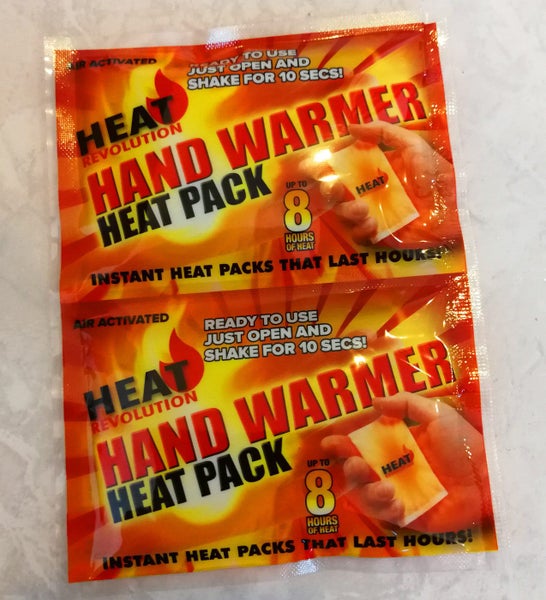 AIR ACTIVATED
READY TO USE
JUST OPEN AND
SHAKE FOR 10 SECS!
HEAT
REVOLUTION
HAND WARMER
HEAT PACK
HEAT
UP TO
8
HOURS
OF HEAT
INSTANT HEAT PACKS THAT LAST HOURS!
AIR ACTIVATED
READY TO USE
JUST OPEN AND
SHAKE FOR 10 SECS!
HEAT
REVOLUTION
HAND WARMER
HEAT PACK
HEAT
UP TO
8
HOURS
OF HEAT
INSTANT HEAT PACKS THAT LAST HOURS!